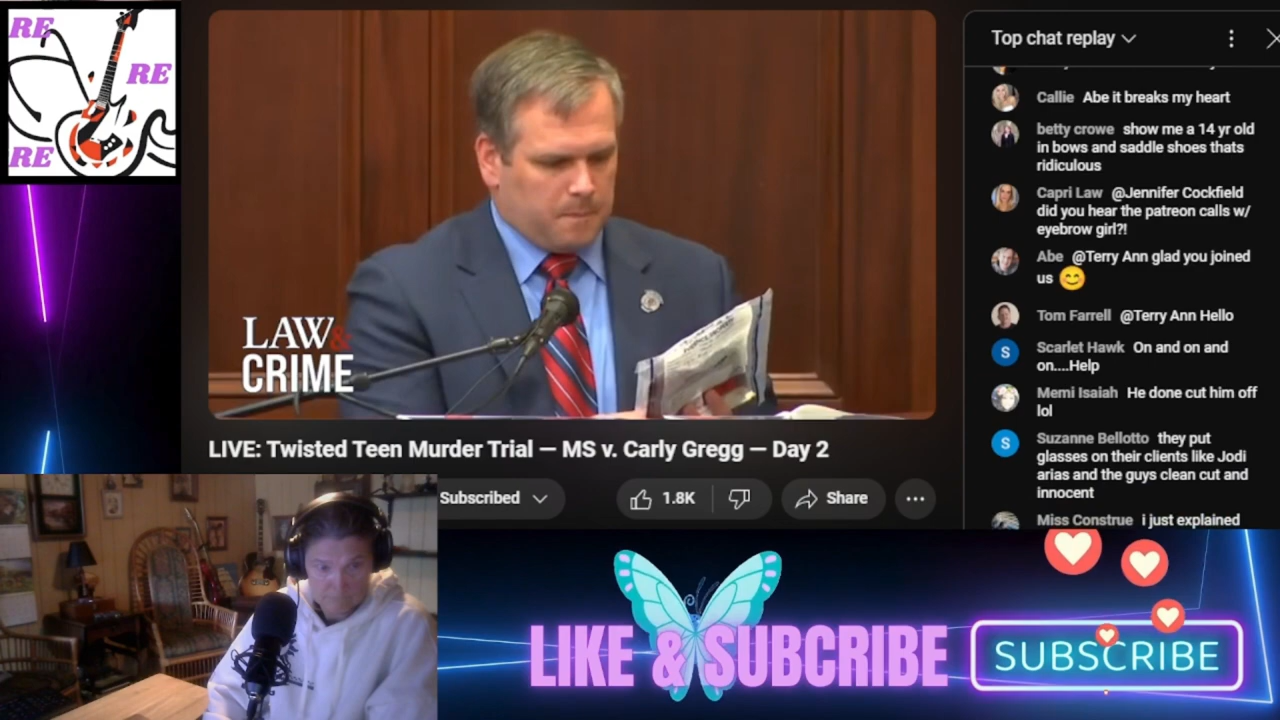 RE
RE
RE
LAW&
CRIME
LIVE: Twisted Teen Murder Trial — MS v. Carly Gregg — Day 2
Subscribed
1.8K
Share
Top chat replay
Callie Abe it breaks my heart
betty crowe show me a 14 yr old
in bows and saddle shoes thats
ridiculous
Capri Law @Jennifer Cockfield
did you hear the patreon calls w/
eyebrow girl?!
Abe @Terry Ann glad you joined
us 😊
Tom Farrell @Terry Ann Hello
S
Scarlet Hawk On and on and
on....Help
Memi Isaiah He done cut him off
lol
S
Suzanne Bellotto they put
glasses on their clients like Jodi
arias and the guys clean cut and
innocent
Miss Construe i just explained
LIKE & SUBCRIBE
SUBSCRIBE